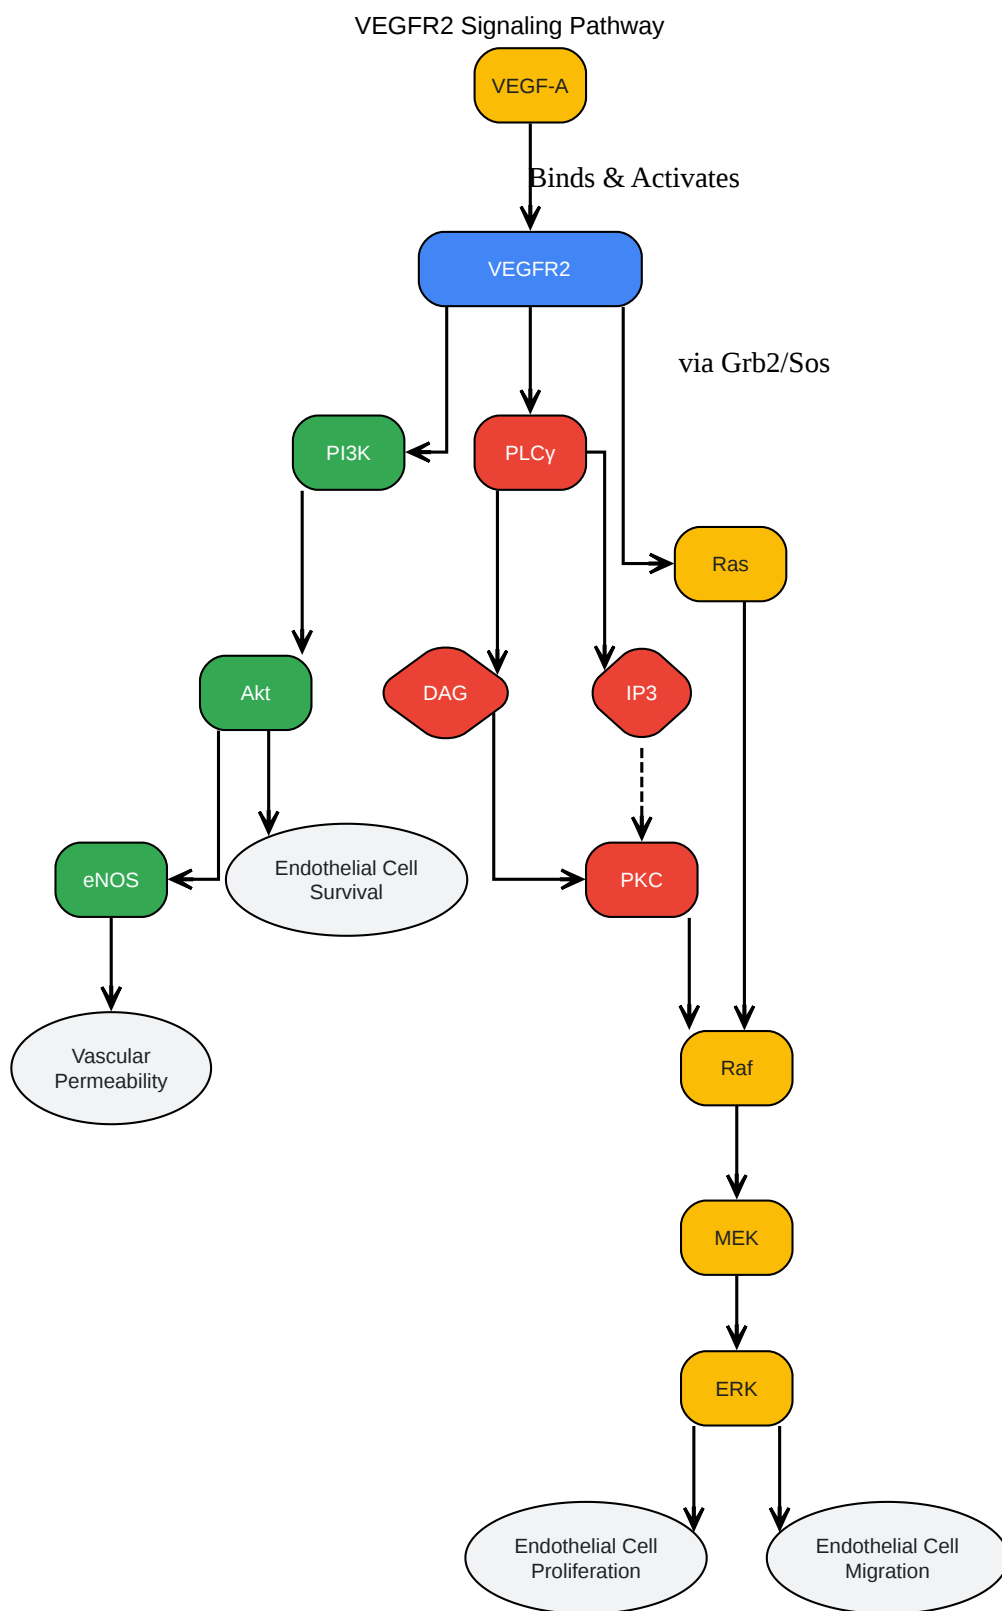 VEGFR2 Signaling Pathway
VEGF-A
Binds & Activates
VEGFR2
via Grb2/Sos
PI3K
PLCγ
Ras
Akt
DAG
IP3
eNOS
Endothelial Cell
Survival
PKC
Vascular
Permeability
Raf
MEK
ERK
Endothelial Cell
Proliferation
Endothelial Cell
Migration